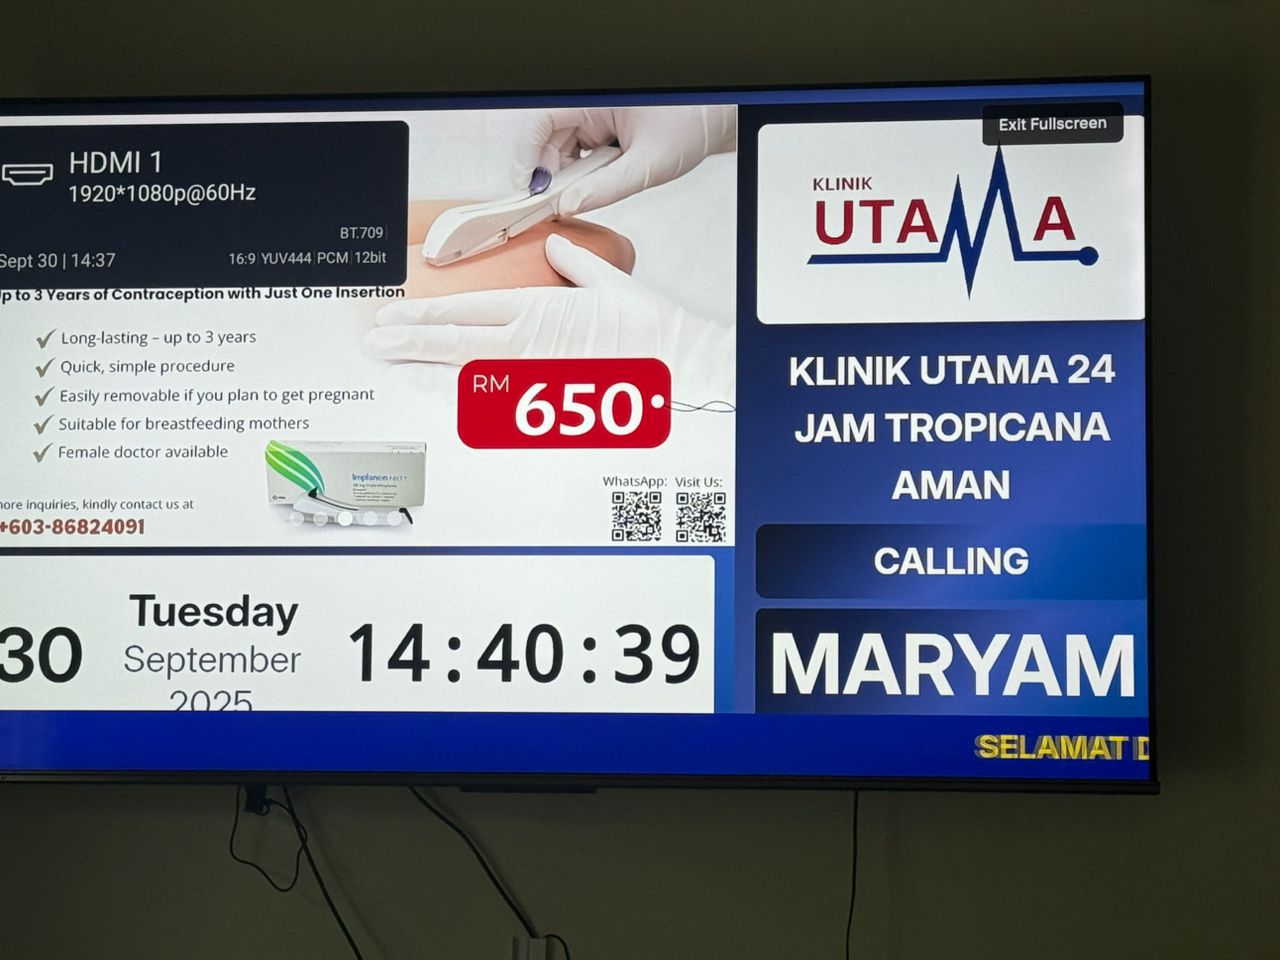 HDMI 1
1920*1080p@60Hz
BT.709
Sept 30 | 14:37
16:9 | YUV444 | PCM | 12bit
p to 3 Years of Contraception with Just One Insertion
Long-lasting – up to 3 years
Quick, simple procedure
Easily removable if you plan to get pregnant
Suitable for breastfeeding mothers
Female doctor available
RM 650
Implanon NXT
ore inquiries, kindly contact us at
+603-86824091
WhatsApp: Visit Us:
30
Tuesday
September
2025
14:40:39
Exit Fullscreen
KLINIK
UTAMA
KLINIK UTAMA 24
JAM TROPICANA
AMAN
CALLING
MARYAM
SELAMAT D